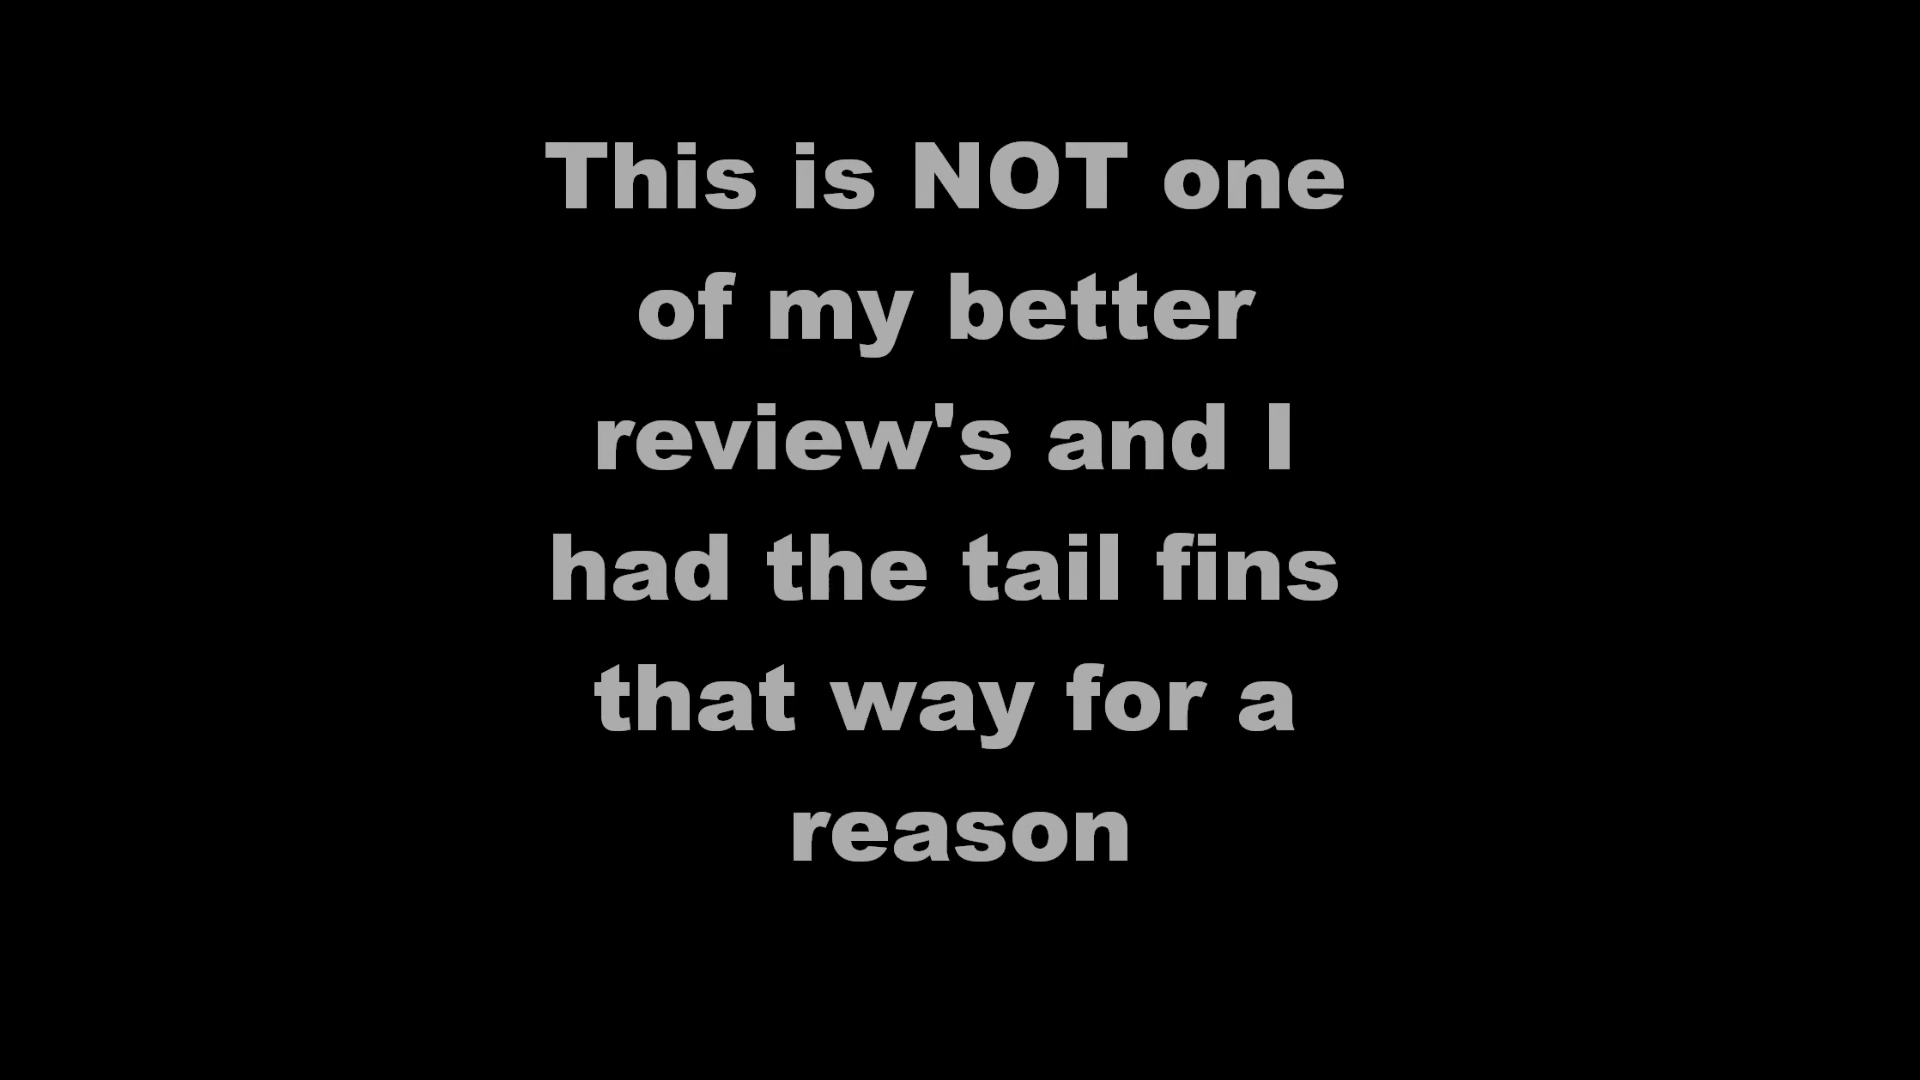 This is NOT one
of my better
review's and I
had the tail fins
that way for a
reason